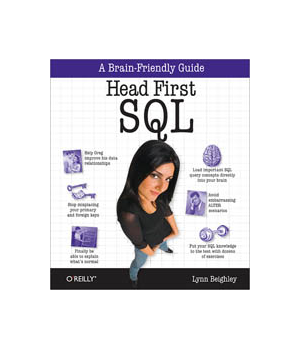 A Brain-Friendly Guide
Head First
SQL
Help Greg
improve his data
relationships
Load important SQL
query concepts directly
into your brain
Stop misplacing
your primary
and foreign keys
Avoid
embarrassing
ALTER
scenarios
Finally be
able to explain
what's normal
Put your SQL knowledge
to the test with dozens
of exercises
O'REILLY®
Lynn Beighley